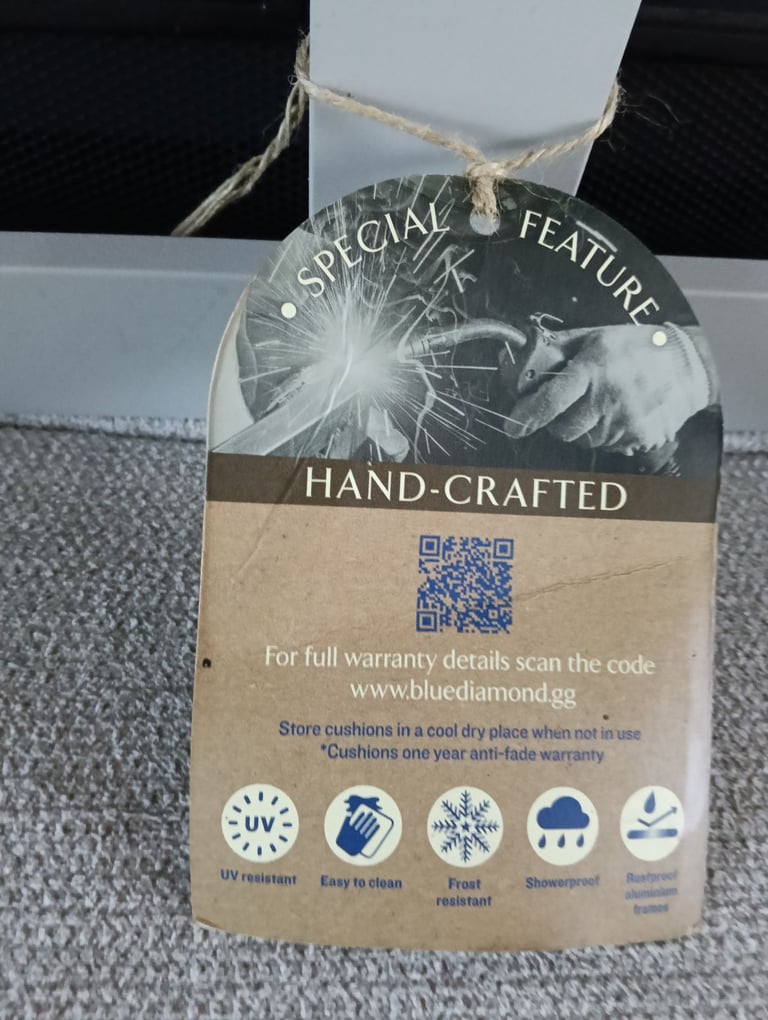 SPECIAL FEATURE
HAND-CRAFTED
For full warranty details scan the code
www.bluediamond.gg
Store cushions in a cool dry place when not in use
*Cushions one year anti-fade warranty
UV
UV resistant
Easy to clean
Frost
resistant
Showerproof
Rustproof
aluminium
frames